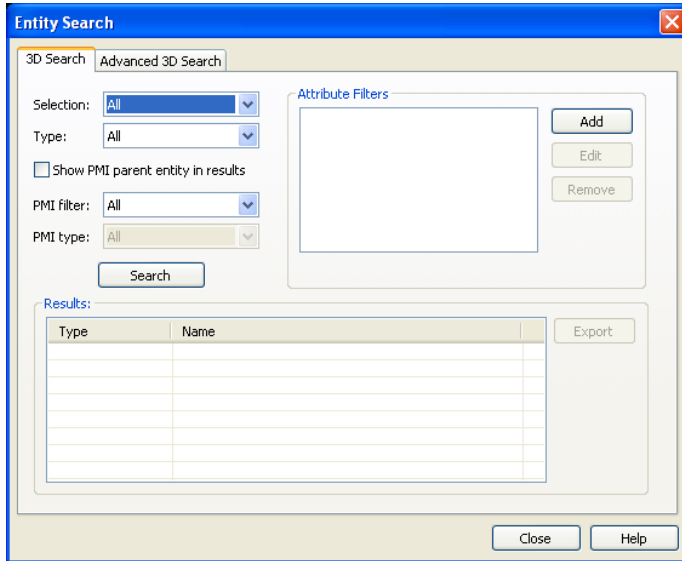 Entity Search
3D Search
Advanced 3D Search
Selection: All
Type: All
Show PMI parent entity in results
PMI filter: All
PMI type: All
Search
Attribute Filters
Add
Edit
Remove
Results:
Type Name
Export
Close Help